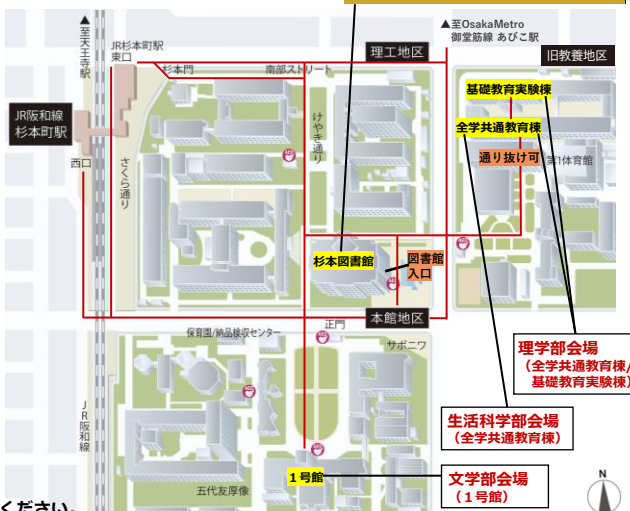 ▲至OsakaMetro
御堂筋線 あびこ駅
▲至天王寺駅
JR杉本町駅
東口
杉本門
南部ストリート
理工地区
旧教養地区
基礎教育実験棟
全学共通教育棟
通り抜け可
第1体育館
JR阪和線
杉本町駅
西口
さくら通り
けやき通り
杉本図書館
図書館
入口
本館地区
保育園/納品検収センター
正門
サポニワ
理学部会場
(全学共通教育棟/
基礎教育実験棟)
生活科学部会場
(全学共通教育棟)
JR阪和線
五代友厚像
1号館
文学部会場
(1号館)
N
ください。